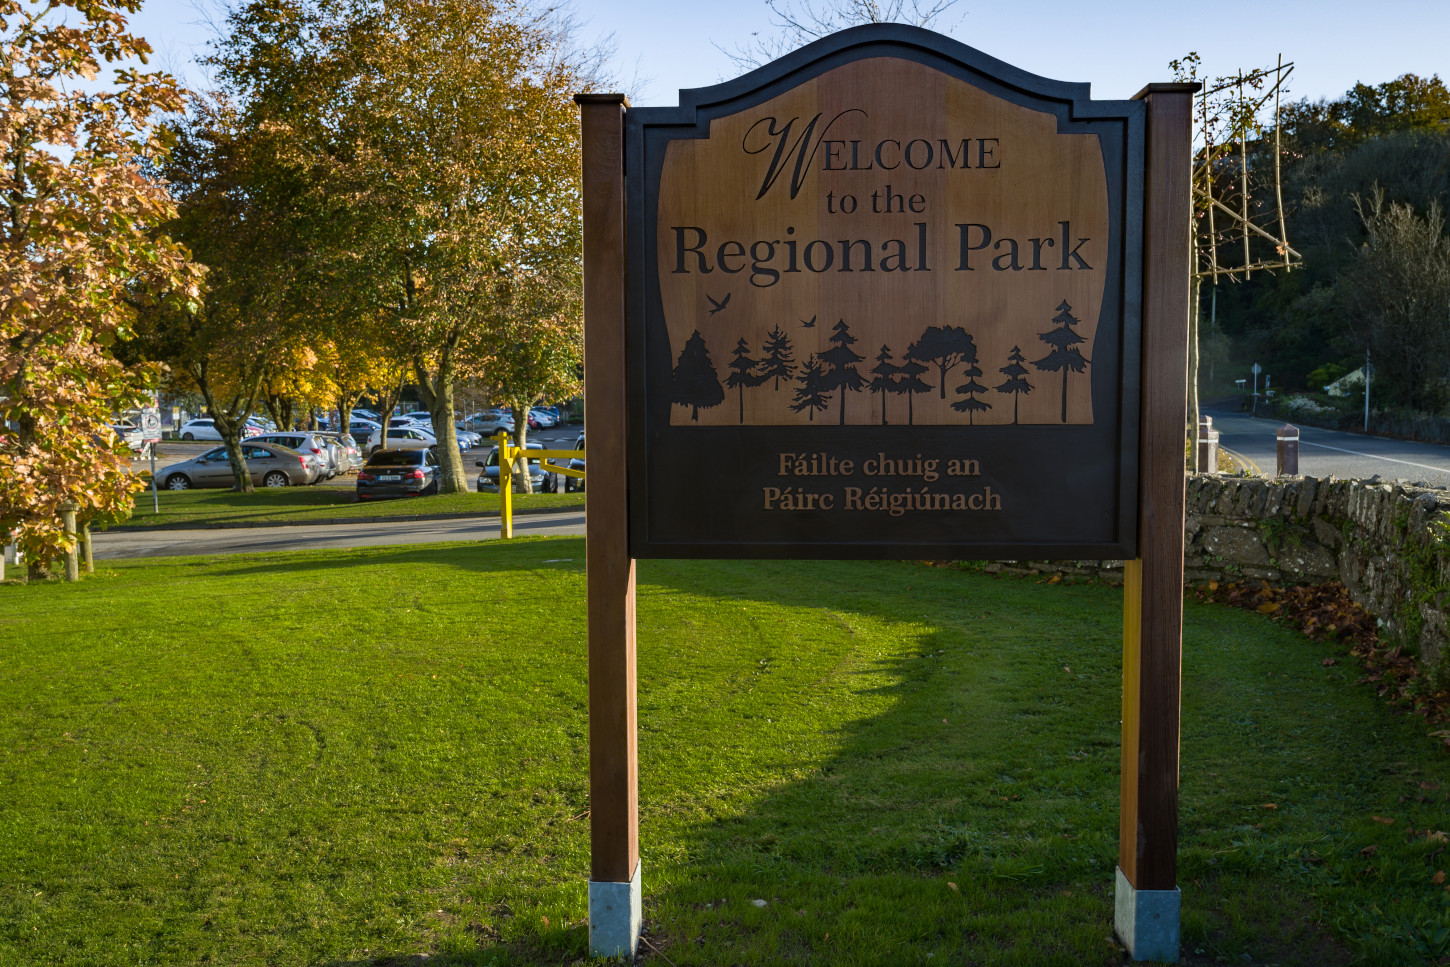 WELCOME
to the
Regional Park
Fáilte chuig an
Páirc Réigiúnach